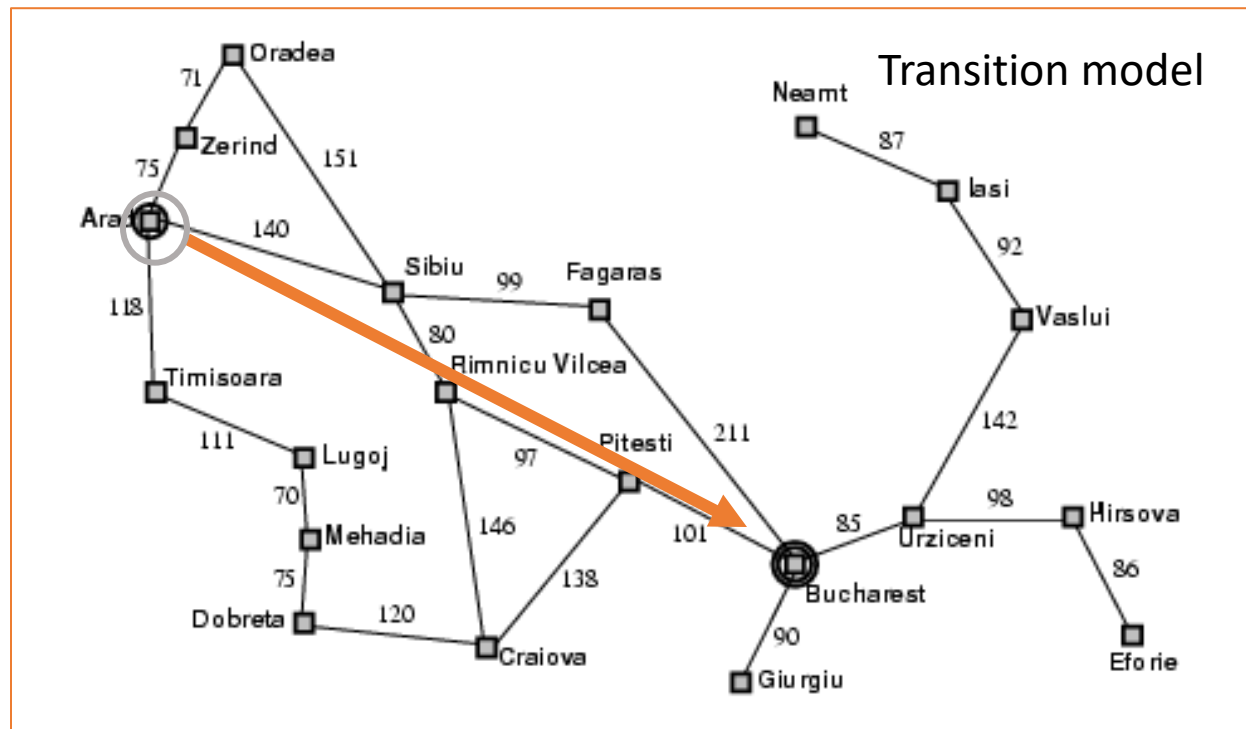 Oradea
Transition model
71
Neamt
Zerind
87
75
151
Iasi
Arad
140
92
Sibiu
Fagaras
99
118
Vaslui
80
Timisoara
Rimnicu Vilcea
142
111
Pitesti
211
Lugoj
97
70
98
Hirsova
Mehadia
146
101
85
Urziceni
86
75
138
Bucharest
Dobreta
120
90
Craiova
Eforie
Giurgiu